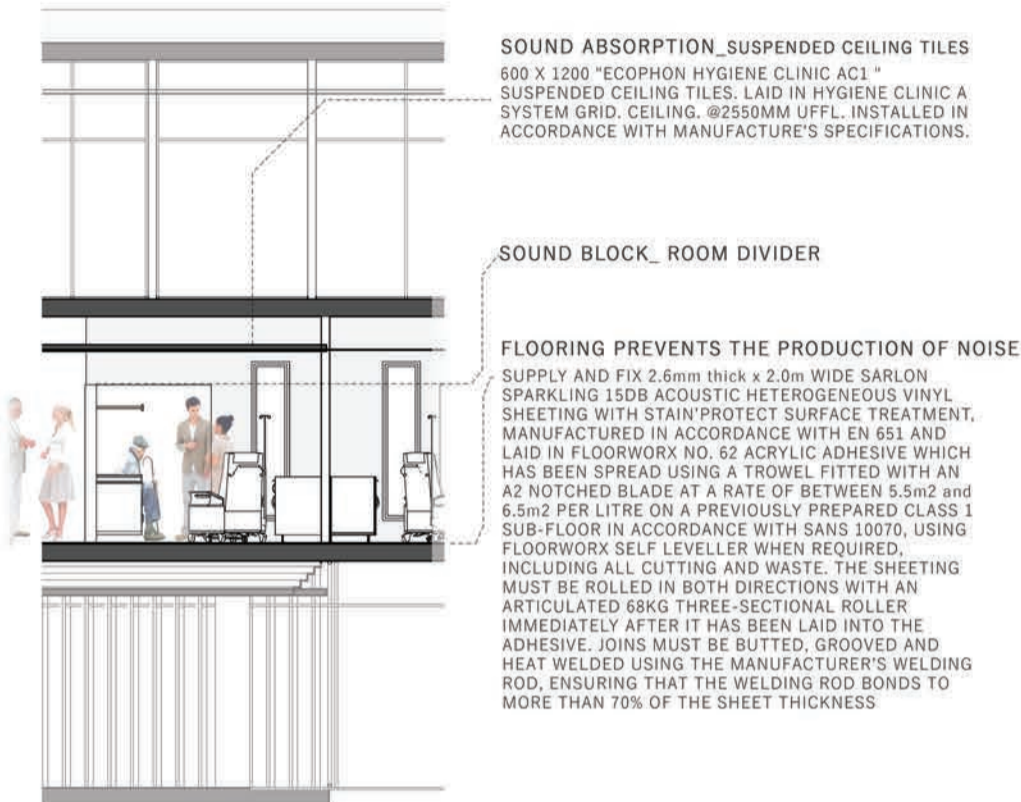 SOUND ABSORPTION_SUSPENDED CEILING TILES
600 X 1200 "ECOPHON HYGIENE CLINIC AC1 "
SUSPENDED CEILING TILES. LAID IN HYGIENE CLINIC A
SYSTEM GRID. CEILING. @2550MM UFFL. INSTALLED IN
ACCORDANCE WITH MANUFACTURE'S SPECIFICATIONS.
SOUND BLOCK_ ROOM DIVIDER
FLOORING PREVENTS THE PRODUCTION OF NOISE
SUPPLY AND FIX 2.6mm thick x 2.0m WIDE SARLON
SPARKLING 15DB ACOUSTIC HETEROGENEOUS VINYL
SHEETING WITH STAIN'PROTECT SURFACE TREATMENT,
MANUFACTURED IN ACCORDANCE WITH EN 651 AND
LAID IN FLOORWORX NO. 62 ACRYLIC ADHESIVE WHICH
HAS BEEN SPREAD USING A TROWEL FITTED WITH AN
A2 NOTCHED BLADE AT A RATE OF BETWEEN 5.5m2 and
6.5m2 PER LITRE ON A PREVIOUSLY PREPARED CLASS 1
SUB-FLOOR IN ACCORDANCE WITH SANS 10070, USING
FLOORWORX SELF LEVELLER WHEN REQUIRED,
INCLUDING ALL CUTTING AND WASTE. THE SHEETING
MUST BE ROLLED IN BOTH DIRECTIONS WITH AN
ARTICULATED 68KG THREE-SECTIONAL ROLLER
IMMEDIATELY AFTER IT HAS BEEN LAID INTO THE
ADHESIVE. JOINS MUST BE BUTTED, GROOVED AND
HEAT WELDED USING THE MANUFACTURER'S WELDING
ROD, ENSURING THAT THE WELDING ROD BONDS TO
MORE THAN 70% OF THE SHEET THICKNESS